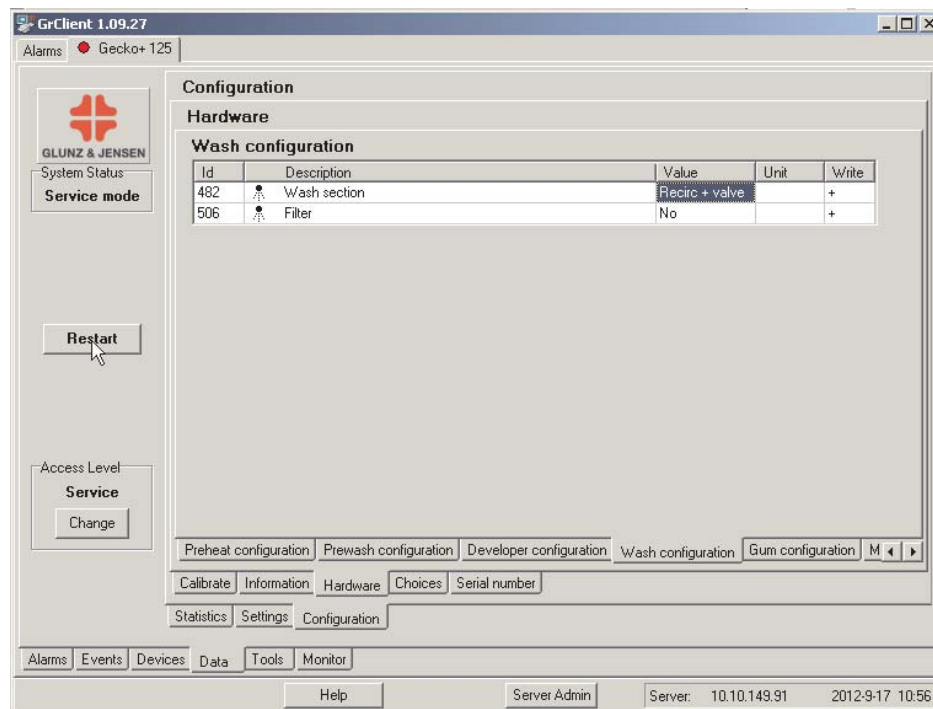 GrClient 1.09.27
Alarms Gecko+ 125
GLUNZ & JENSEN
System Status
Service mode
Restart
Access Level
Service
Change
Configuration
Hardware
Wash configuration
Id Description Value Unit Write
482 Wash section Recirc + valve +
506 Filter No +
Preheat configuration Prewash configuration Developer configuration Wash configuration Gum configuration M
Calibrate Information Hardware Choices Serial number
Statistics Settings Configuration
Alarms Events Devices Data Tools Monitor
Help Server Admin Server: 10.10.149.91 2012-9-17 10:56